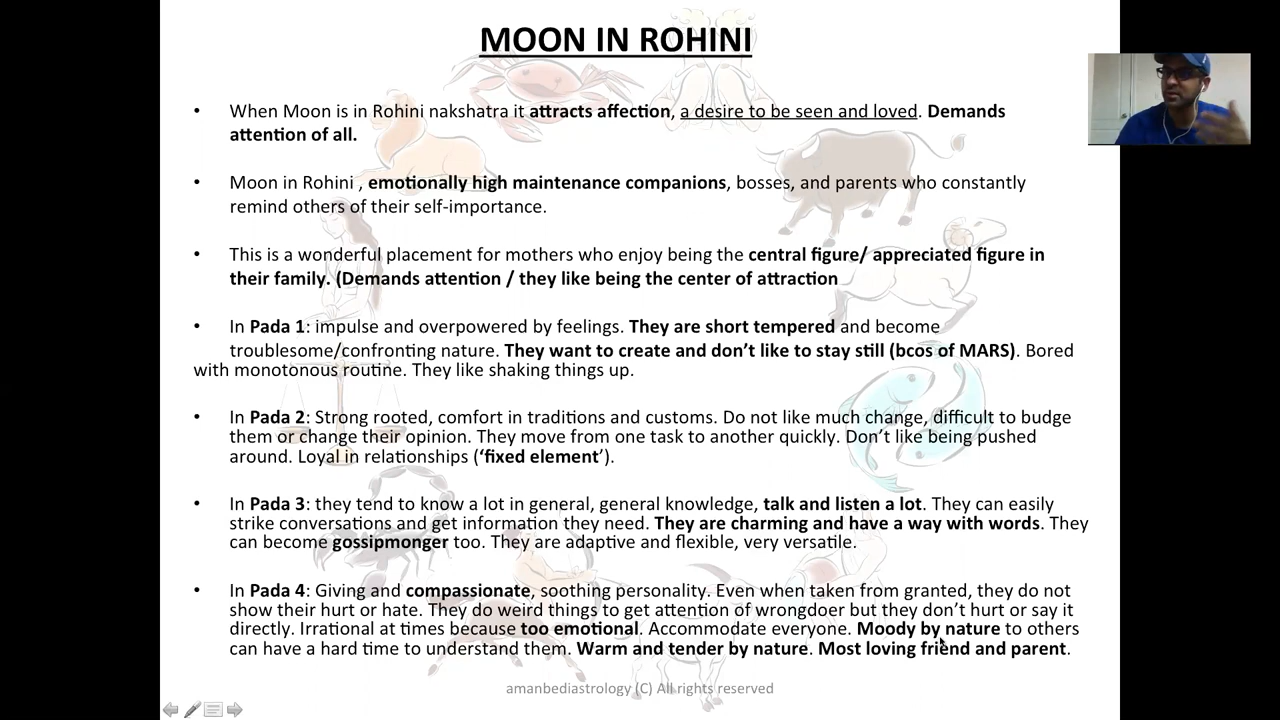 MOON IN ROHINI
• When Moon is in Rohini nakshatra it attracts affection, a desire to be seen and loved. Demands
attention of all.
• Moon in Rohini , emotionally high maintenance companions, bosses, and parents who constantly
remind others of their self-importance.
• This is a wonderful placement for mothers who enjoy being the central figure/ appreciated figure in
their family. (Demands attention / they like being the center of attraction
• In Pada 1: impulse and overpowered by feelings. They are short tempered and become
troublesome/confronting nature. They want to create and don’t like to stay still (bcos of MARS). Bored
with monotonous routine. They like shaking things up.
• In Pada 2: Strong rooted, comfort in traditions and customs. Do not like much change, difficult to budge
them or change their opinion. They move from one task to another quickly. Don’t like being pushed
around. Loyal in relationships (‘fixed element’).
• In Pada 3: they tend to know a lot in general, general knowledge, talk and listen a lot. They can easily
strike conversations and get information they need. They are charming and have a way with words. They
can become gossipmonger too. They are adaptive and flexible, very versatile.
• In Pada 4: Giving and compassionate, soothing personality. Even when taken from granted, they do not
show their hurt or hate. They do weird things to get attention of wrongdoer but they don’t hurt or say it
directly. Irrational at times because too emotional. Accommodate everyone. Moody by nature to others
can have a hard time to understand them. Warm and tender by nature. Most loving friend and parent.
amanbediastrology (C) All rights reserved